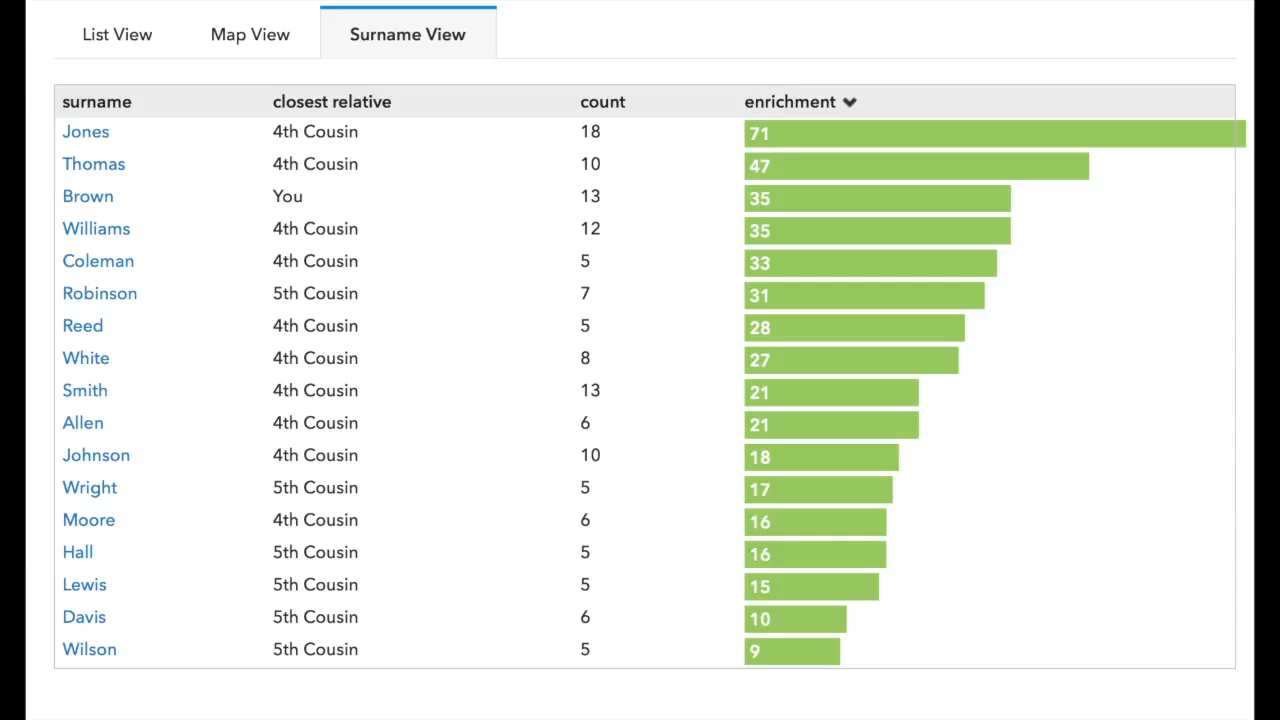 List View Map View Surname View
surname closest relative count enrichment
Jones 4th Cousin 18 71
Thomas 4th Cousin 10 47
Brown You 13 35
Williams 4th Cousin 12 35
Coleman 4th Cousin 5 33
Robinson 5th Cousin 7 31
Reed 4th Cousin 5 28
White 4th Cousin 8 27
Smith 4th Cousin 13 21
Allen 4th Cousin 6 21
Johnson 4th Cousin 10 18
Wright 5th Cousin 5 17
Moore 4th Cousin 6 16
Hall 5th Cousin 5 16
Lewis 5th Cousin 5 15
Davis 5th Cousin 6 10
Wilson 5th Cousin 5 9